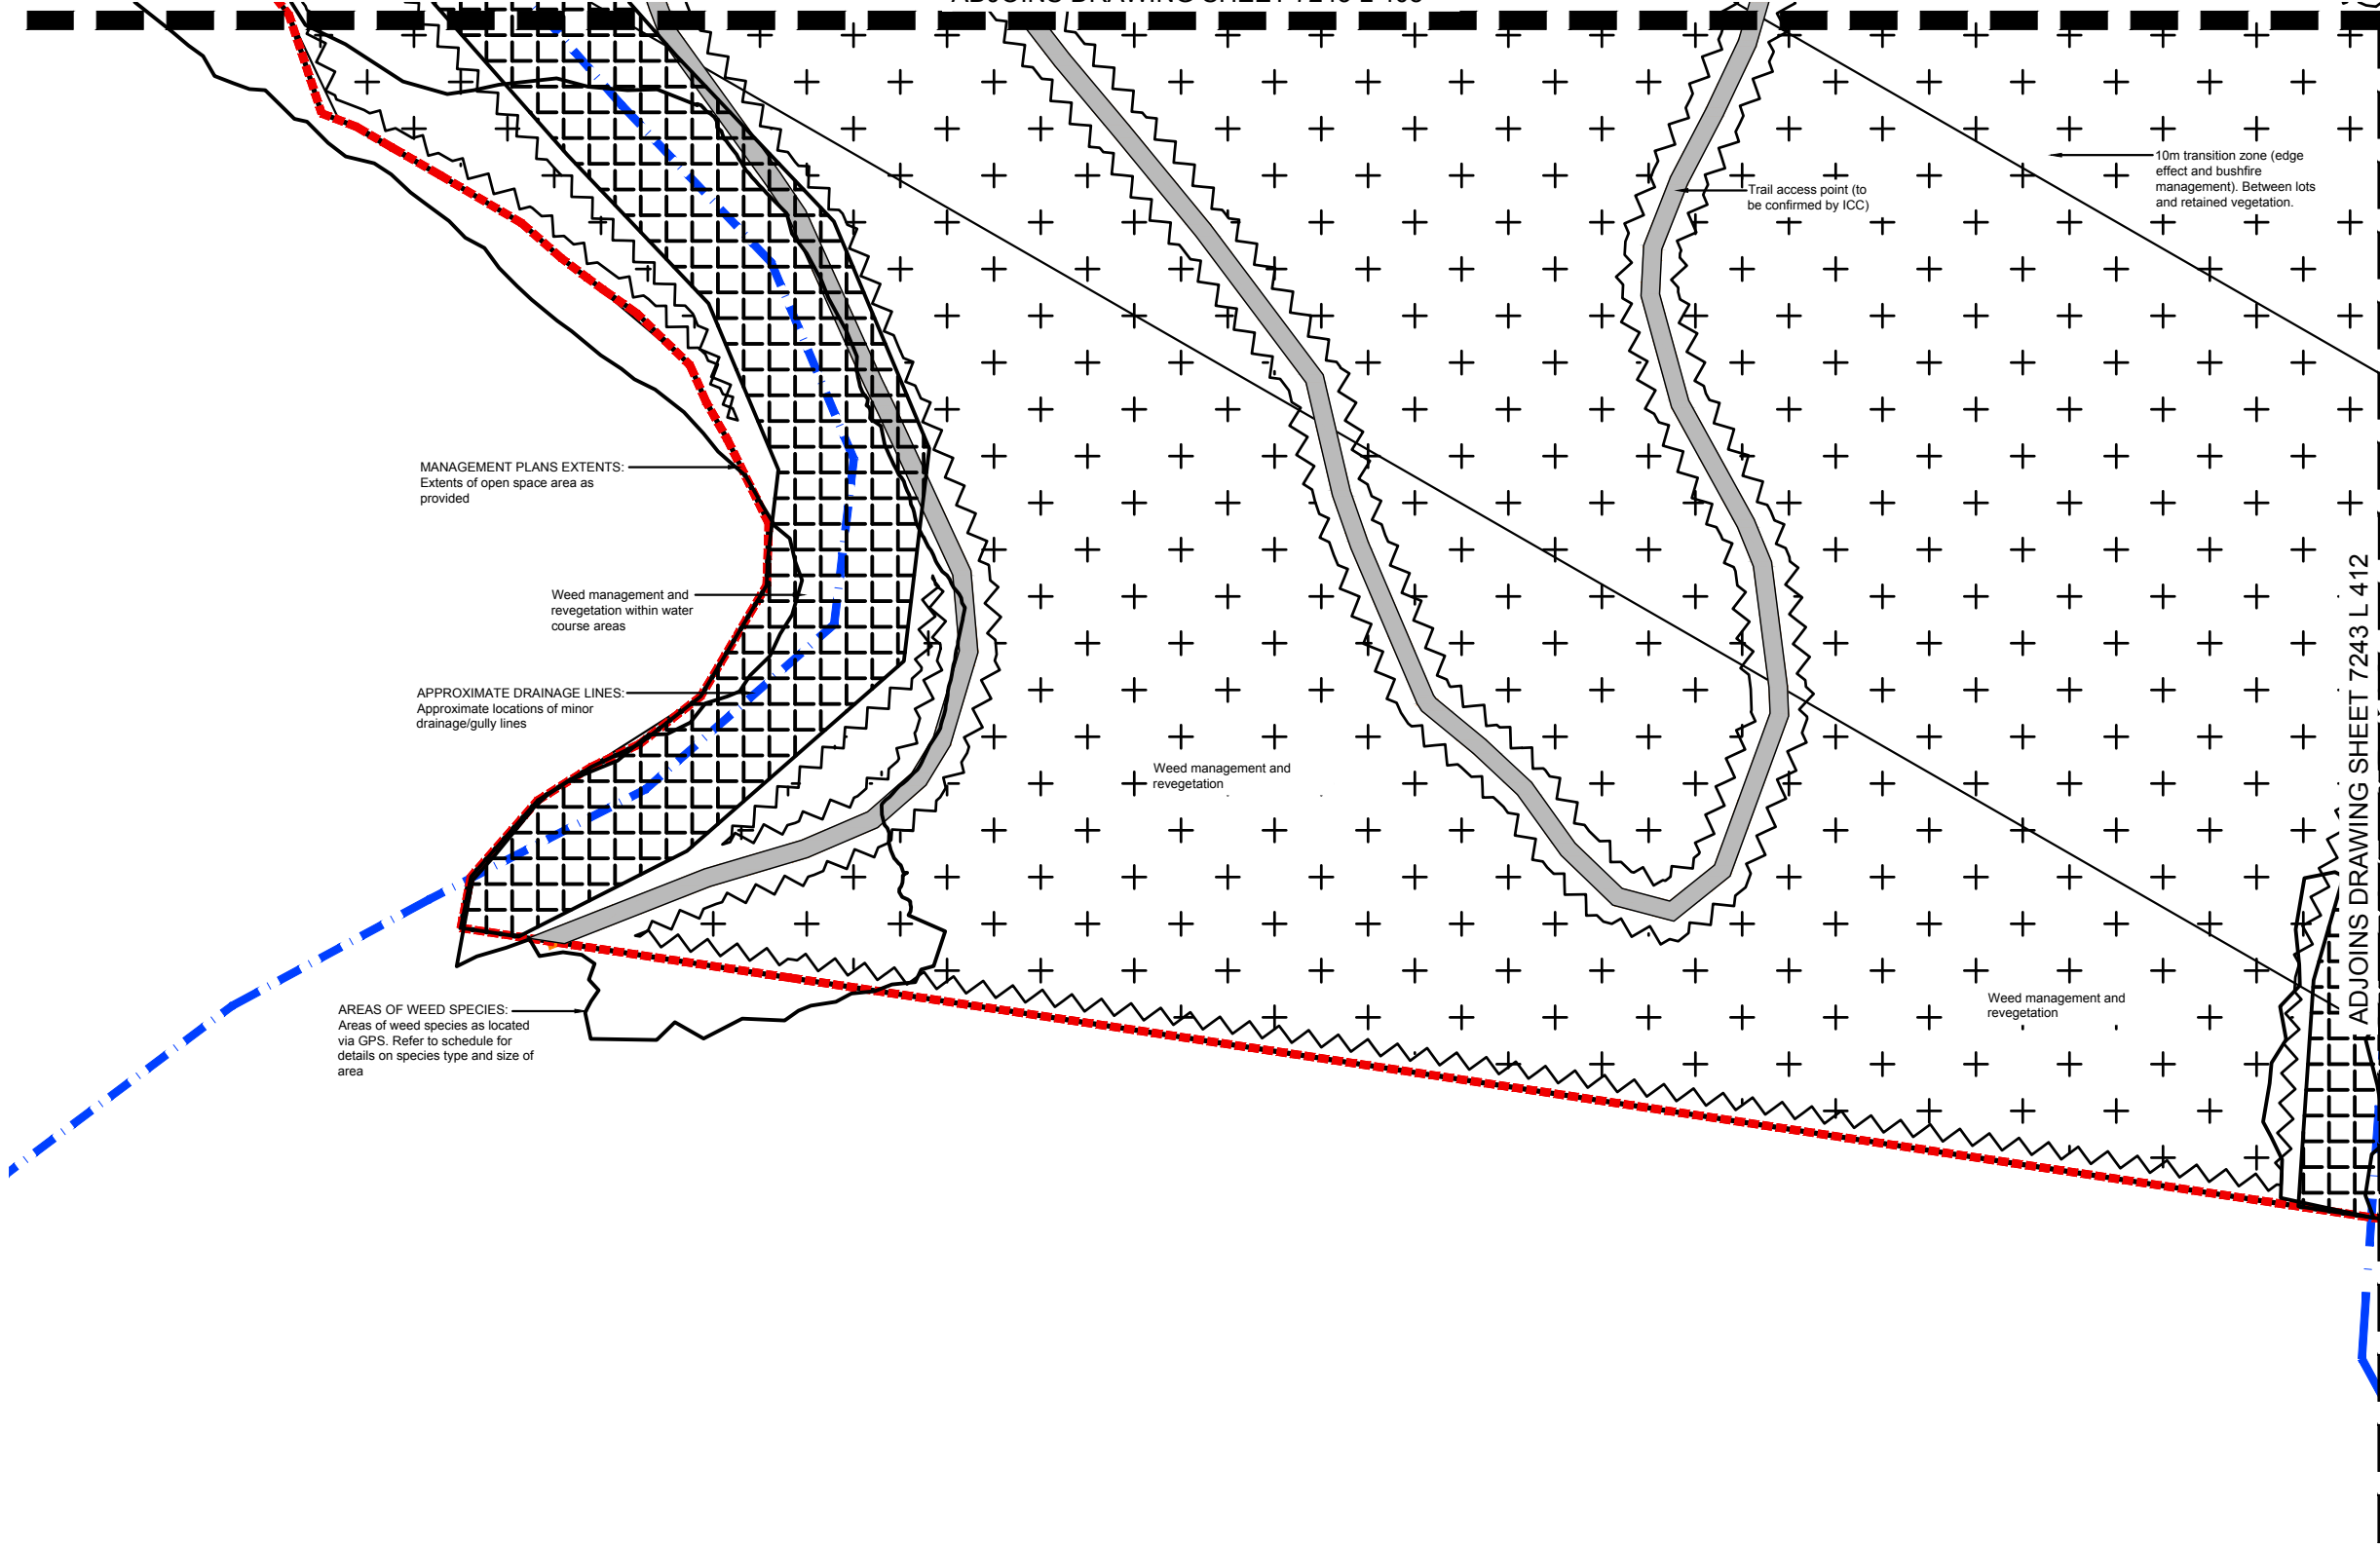 10m transition zone (edge
effect and bushfire
management). Between lots
and retained vegetation.
Trail access point (to
be confirmed by ICC)
MANAGEMENT PLANS EXTENTS:
Extents of open space area as
provided
Weed management and
revegetation within water
course areas
APPROXIMATE DRAINAGE LINES:
Approximate locations of minor
drainage/gully lines
Weed management and
revegetation
AREAS OF WEED SPECIES:
Areas of weed species as located
via GPS. Refer to schedule for
details on species type and size of
area
Weed management and
revegetation
ADJOINS DRAWING SHEET 7243 L 412